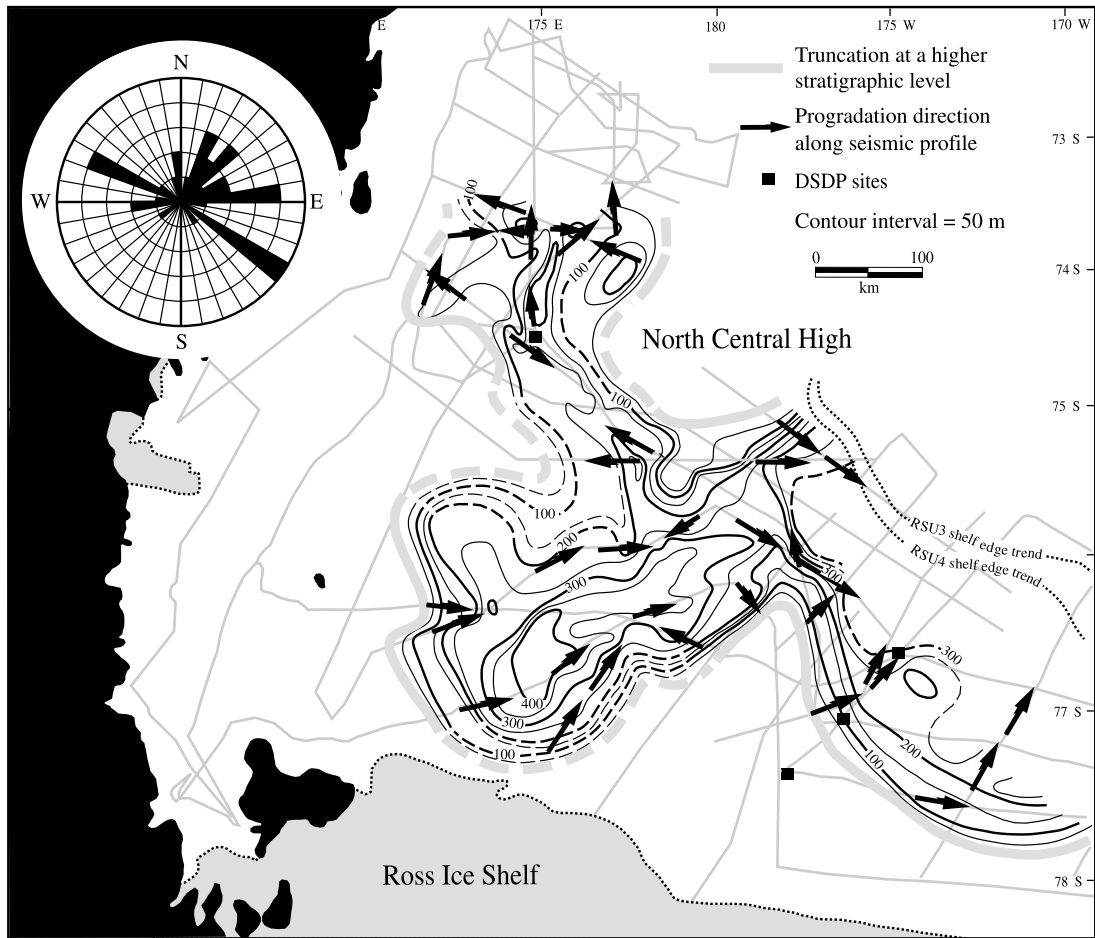 E
175 E
180
175 W
170 W
N
W
E
S
Truncation at a higher
stratigraphic level
Progradation direction
along seismic profile
DSDP sites
Contour interval = 50 m
0
100
km
73 S
74 S
75 S
77 S
78 S
100
100
North Central High
100
100
200
300
RSU3 shelf edge trend
RSU4 shelf edge trend
300
300
400
300
100
200
100
Ross Ice Shelf